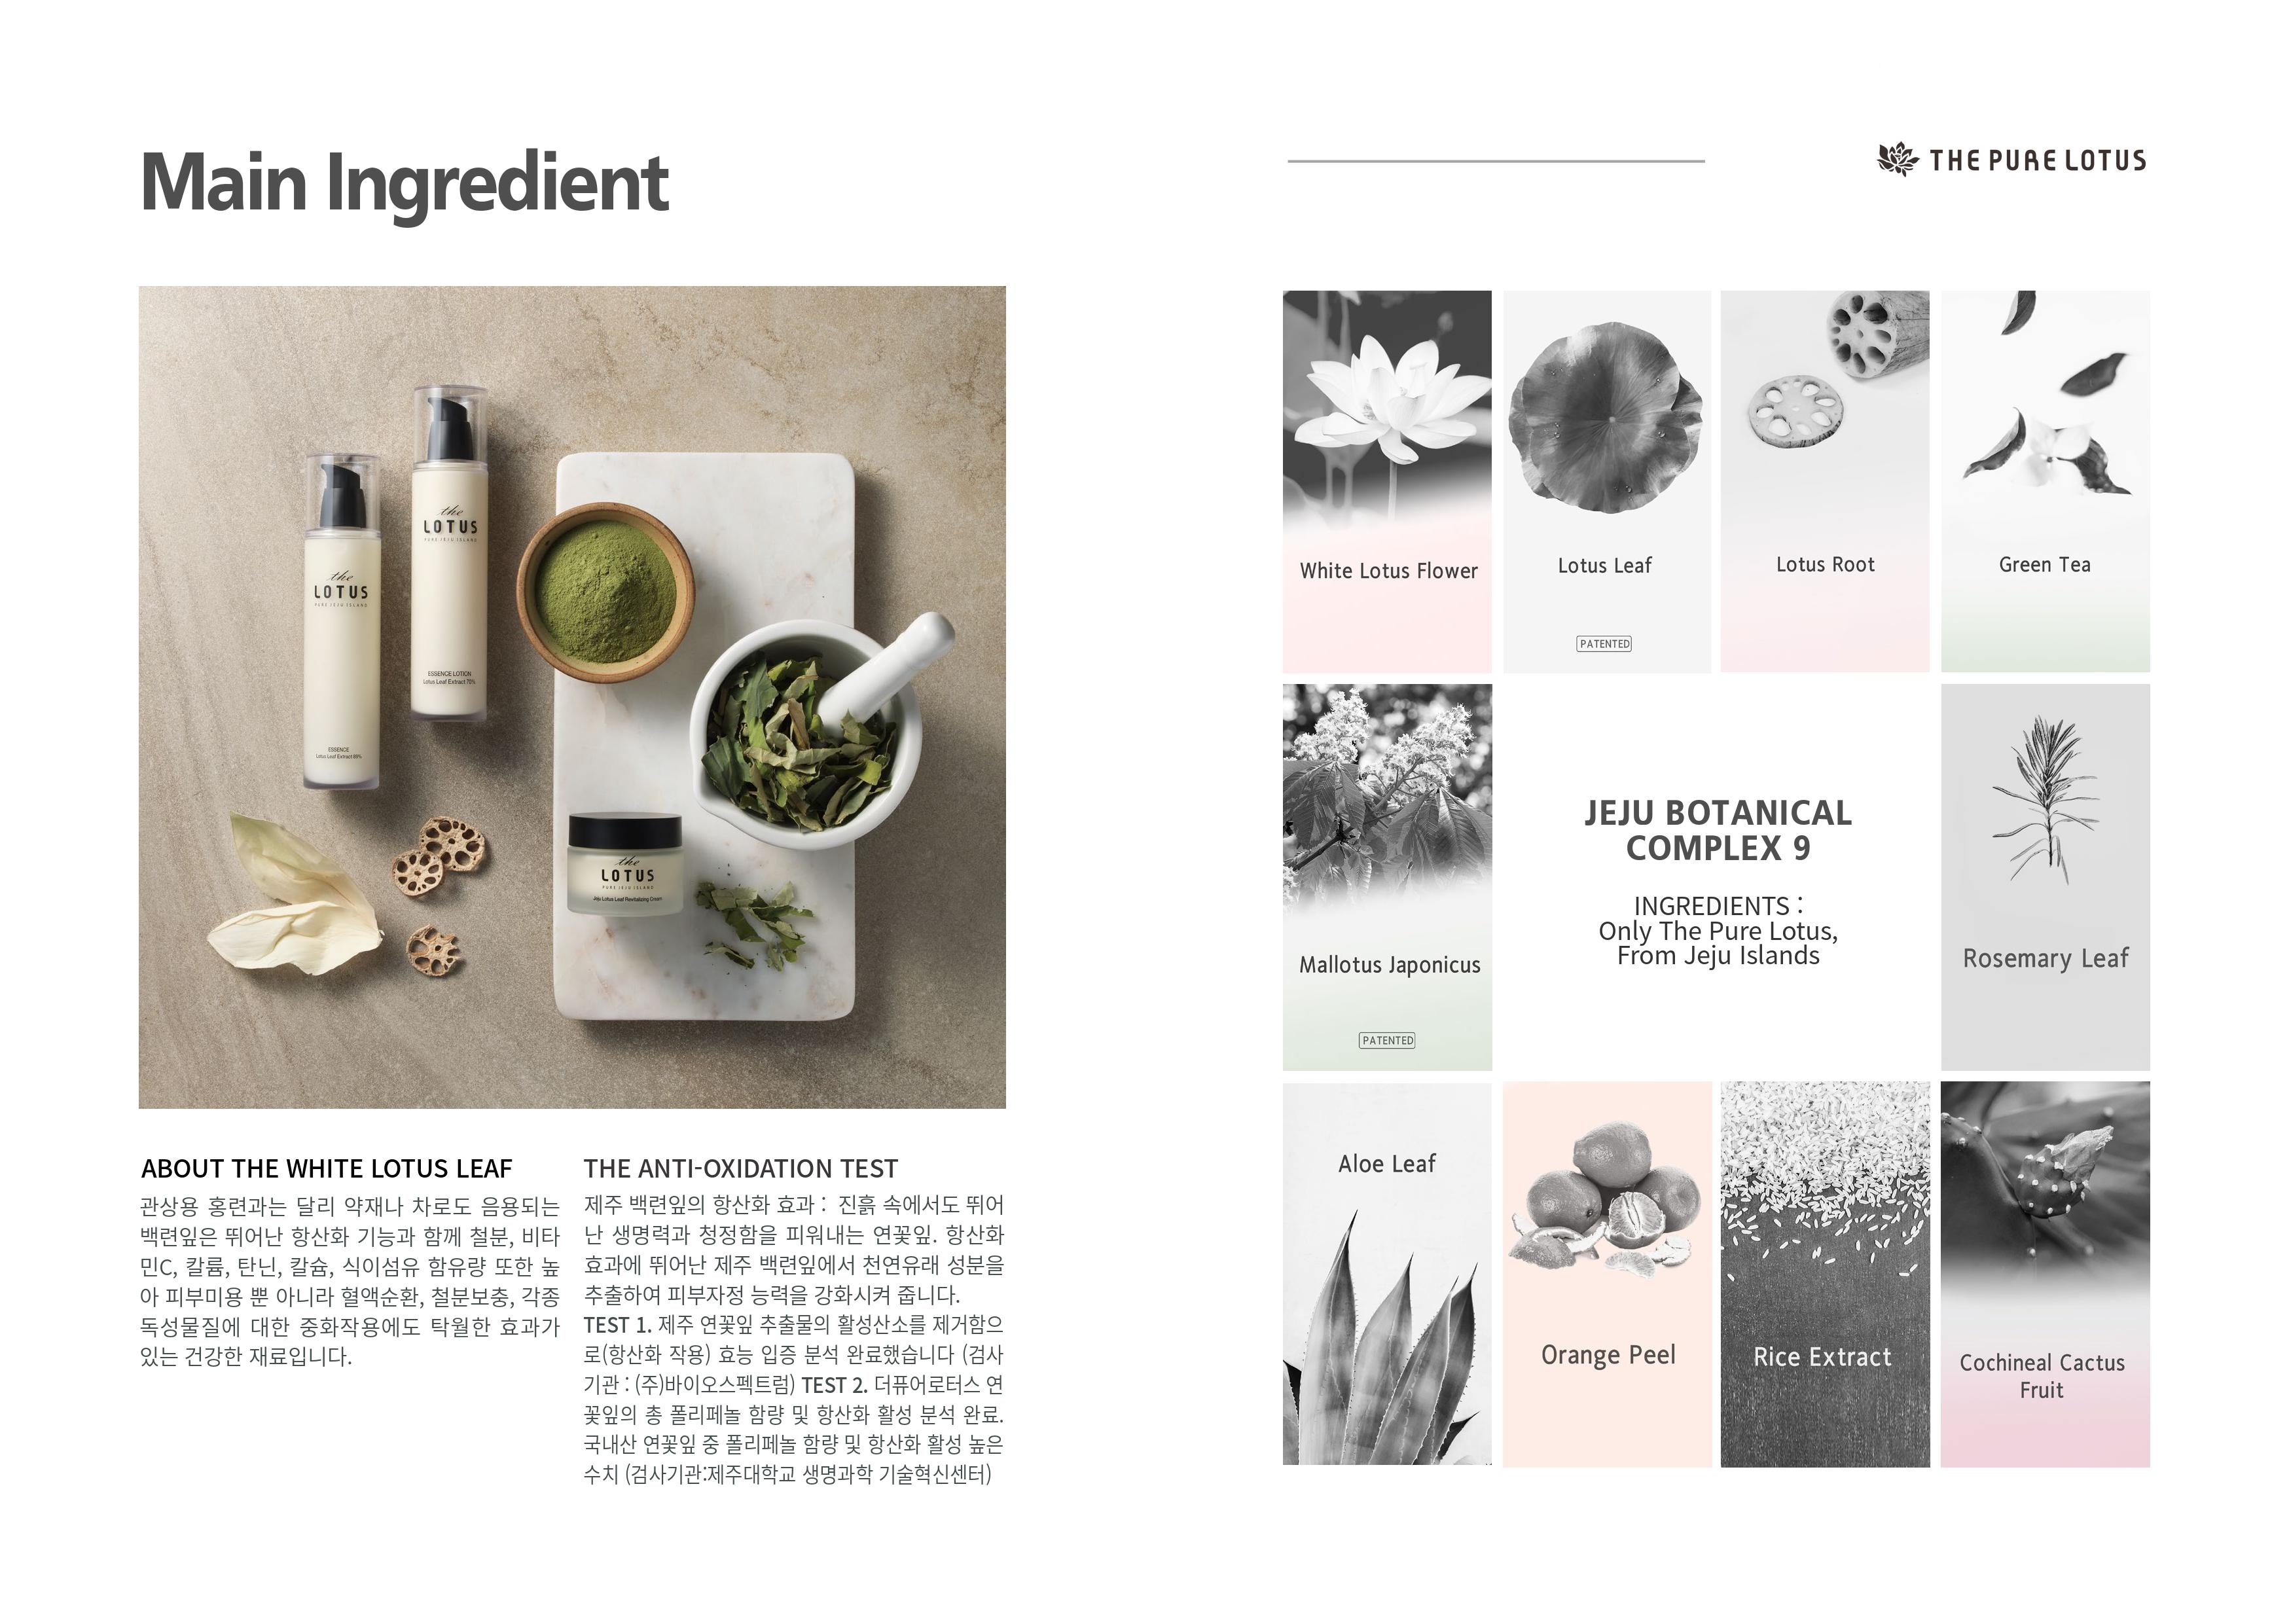 Main Ingredient
THE PURE LOTUS
the
LOTUS
PURE JEJU ISLAND
ESSENCE LOTION
Lotus Leaf Extract 70%
the
LOTUS
PURE JEJU ISLAND
ESSENCE
Lotus Leaf Extract 88%
the
LOTUS
PURE JEJU ISLAND
Jeju Lotus Leaf Revitalizing Cream
ABOUT THE WHITE LOTUS LEAF
관상용 홍련과는 달리 약재나 차로도 음용되는
백련잎은 뛰어난 항산화 기능과 함께 철분, 비타
민C, 칼륨, 탄닌, 칼슘, 식이섬유 함유량 또한 높
아 피부미용 뿐 아니라 혈액순환, 철분보충, 각종
독성물질에 대한 중화작용에도 탁월한 효과가
있는 건강한 재료입니다.
THE ANTI-OXIDATION TEST
제주 백련잎의 항산화 효과 : 진흙 속에서도 뛰어
난 생명력과 청정함을 피워내는 연꽃잎. 항산화
효과에 뛰어난 제주 백련잎에서 천연유래 성분을
추출하여 피부자정 능력을 강화시켜 줍니다.
TEST 1. 제주 연꽃잎 추출물의 활성산소를 제거함으
로(항산화 작용) 효능 입증 분석 완료했습니다 (검사
기관 : (주)바이오스펙트럼) TEST 2. 더퓨어로터스 연
꽃잎의 총 폴리페놀 함량 및 항산화 활성 분석 완료.
국내산 연꽃잎 중 폴리페놀 함량 및 항산화 활성 높은
수치 (검사기관:제주대학교 생명과학 기술혁신센터)
White Lotus Flower
Lotus Leaf
PATENTED
Lotus Root
Green Tea
Mallotus Japonicus
PATENTED
JEJU BOTANICAL
COMPLEX 9
INGREDIENTS :
Only The Pure Lotus,
From Jeju Islands
Rosemary Leaf
Aloe Leaf
Orange Peel
Rice Extract
Cochineal Cactus
Fruit